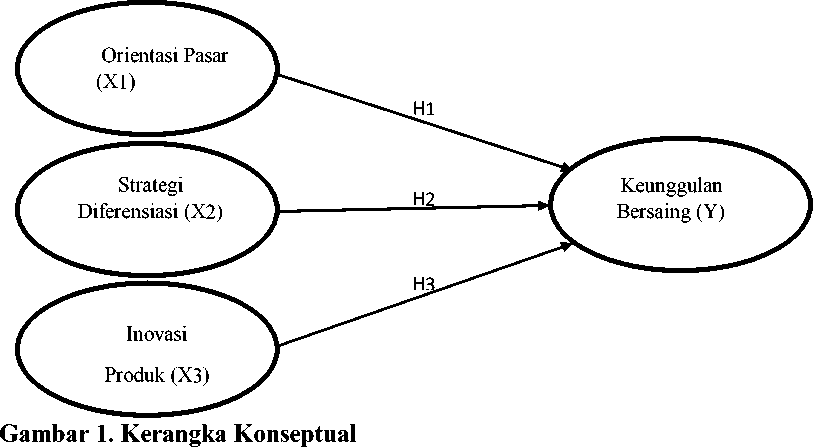 Orientasi Pasar
(X1)
H1
Strategi
Diferensiasi (X2)
H2
Keunggulan
Bersaing (Y)
H3
Inovasi
Produk (X3)
Gambar 1. Kerangka Konseptual